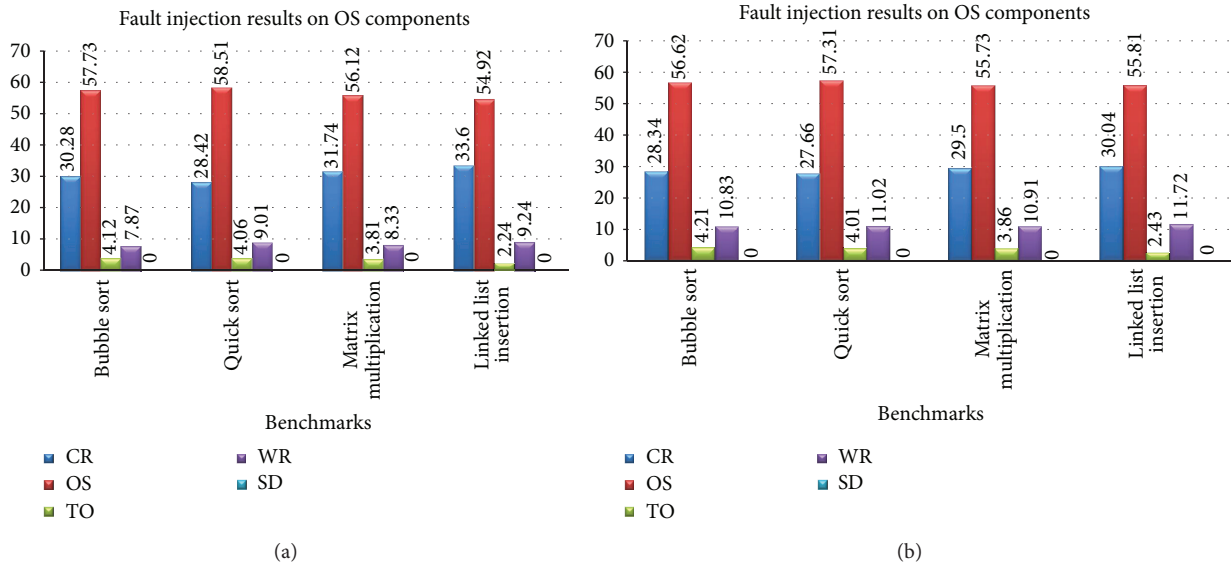 Fault injection results on OS components
70
60
50
40
30
20
10
0
30.28
57.73
4.12
7.87
0
28.42
58.51
4.06
9.01
0
31.74
56.12
3.81
8.33
0
33.6
54.92
2.24
9.24
0
Bubble sort
Quick sort
Matrix
multiplication
Linked list
insertion
Benchmarks
CR
OS
TO
WR
SD
(a)
Fault injection results on OS components
70
60
50
40
30
20
10
0
28.34
56.62
4.21
10.83
0
27.66
57.31
4.01
11.02
0
29.5
55.73
3.86
10.91
0
30.04
55.81
2.43
11.72
0
Bubble sort
Quick sort
Matrix
multiplication
Linked list
insertion
Benchmarks
CR
OS
TO
WR
SD
(b)